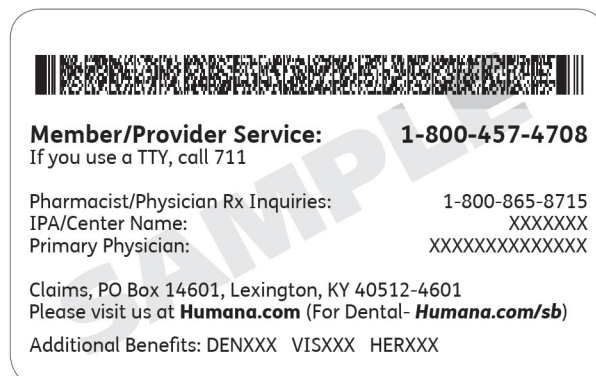 Member/Provider Service: 1-800-457-4708
If you use a TTY, call 711
Pharmacist/Physician Rx Inquiries: 1-800-865-8715
IPA/Center Name: XXXXXXX
Primary Physician: XXXXXXXXXXXXXX
Claims, PO Box 14601, Lexington, KY 40512-4601
Please visit us at Humana.com (For Dental- Humana.com/sb)
Additional Benefits: DENXXX VISXXX HERXXX
SAMPLE